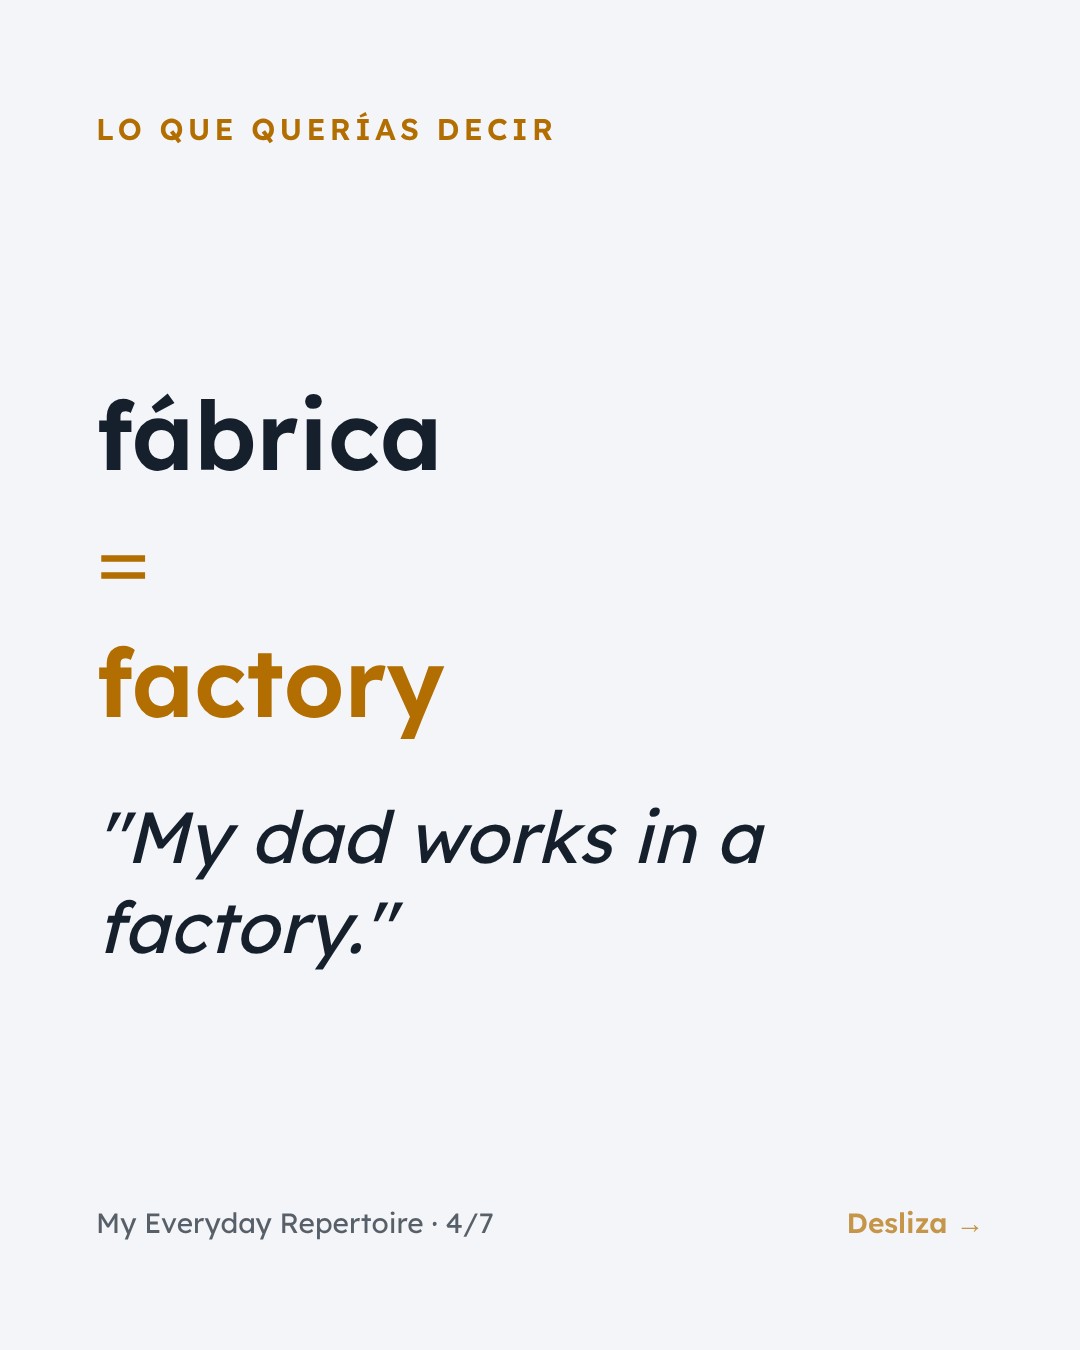 LO QUE QUERÍAS DECIR
fábrica
=
factory
"My dad works in a
factory."
My Everyday Repertoire · 4/7
Desliza →